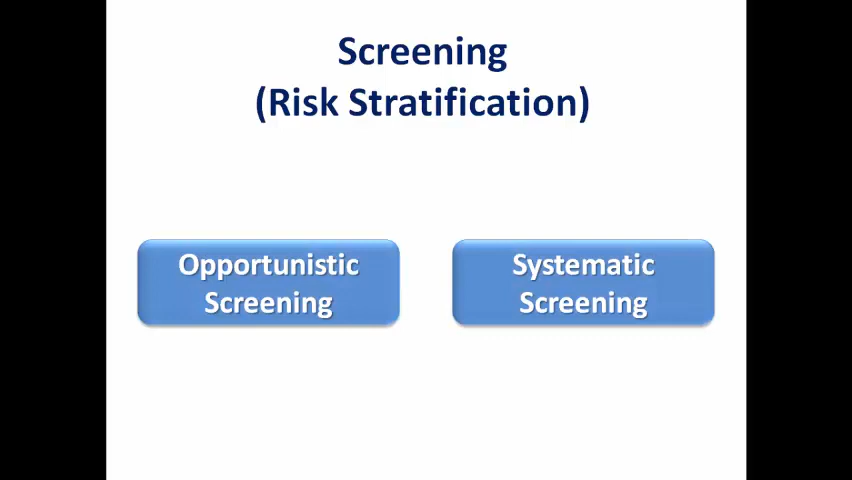 Screening
(Risk Stratification)
Opportunistic
Screening
Systematic
Screening